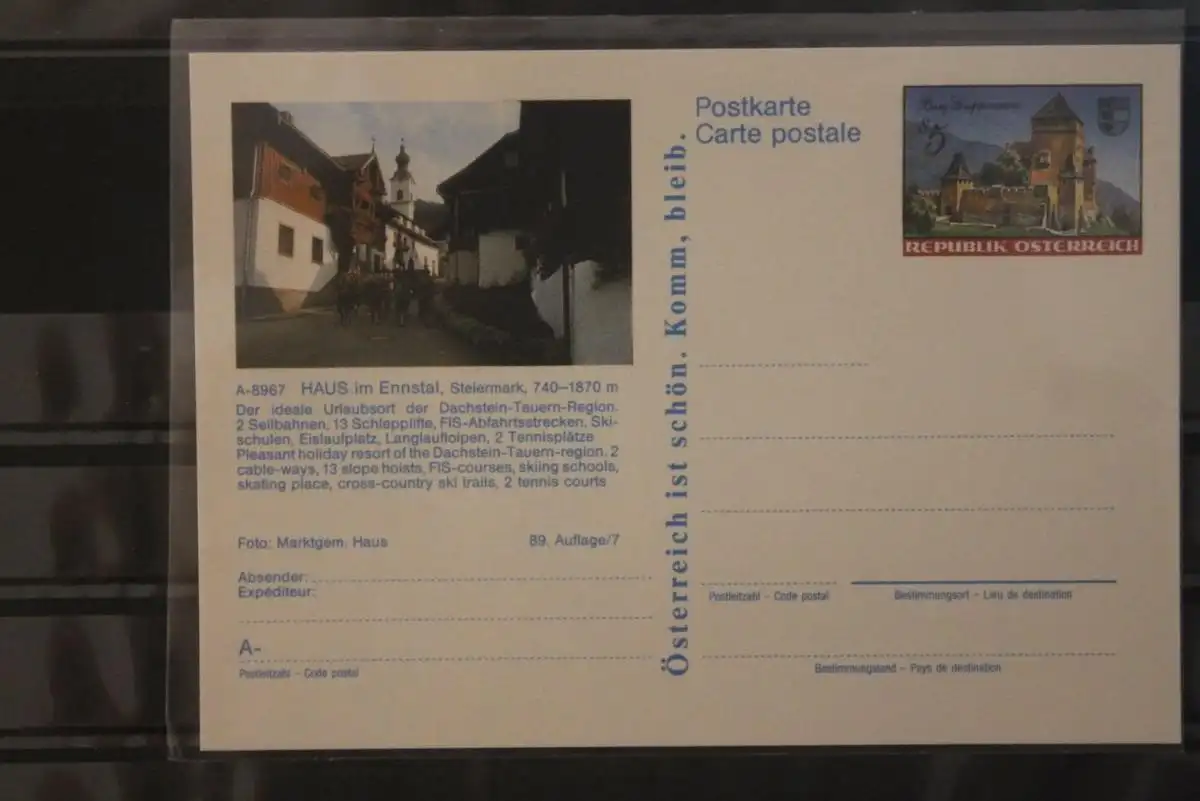 A-8967 HAUS im Ennstal, Steiermark, 740–1870 m
Der ideale Urlaubsort der Dachstein-Tauern-Region.
2 Seilbahnen, 13 Schlepplifte, FIS-Abfahrtsstrecken, Ski-
schulen, Eislaufplatz, Langlaufloipen, 2 Tennisplätze
Pleasant holiday resort of the Dachstein-Tauern-region. 2
cable-ways, 13 slope hoists, FIS-courses, skiing schools,
skating place, cross-country ski trails, 2 tennis courts
Foto: Marktgem. Haus
89. Auflage/7
Absender:
Expéditeur:
A-
Postleitzahl - Code postal
Österreich ist schön. Komm, bleib.
Postkarte
Carte postale
Burg
S 5
REPUBLIK ÖSTERREICH
Postleitzahl - Code postal
Bestimmungsort - Lieu de destination
Bestimmungsland - Pays de destination